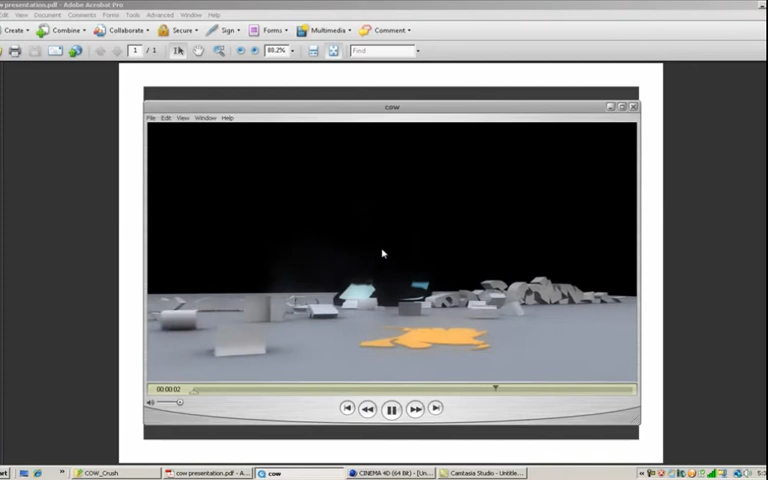 w presentation.pdf - Adobe Acrobat Pro
Edit View Document Comments Forms Tools Advanced Window Help
Create Combine Collaborate Secure Sign Forms Multimedia Comment
1 / 1 80.2% Find
cow
File Edit View Window Help
00:00:02
COW_Crush cow presentation.pdf - A... cow CINEMA 4D (64 Bit) - [Un... Camtasia Studio - Untitle...